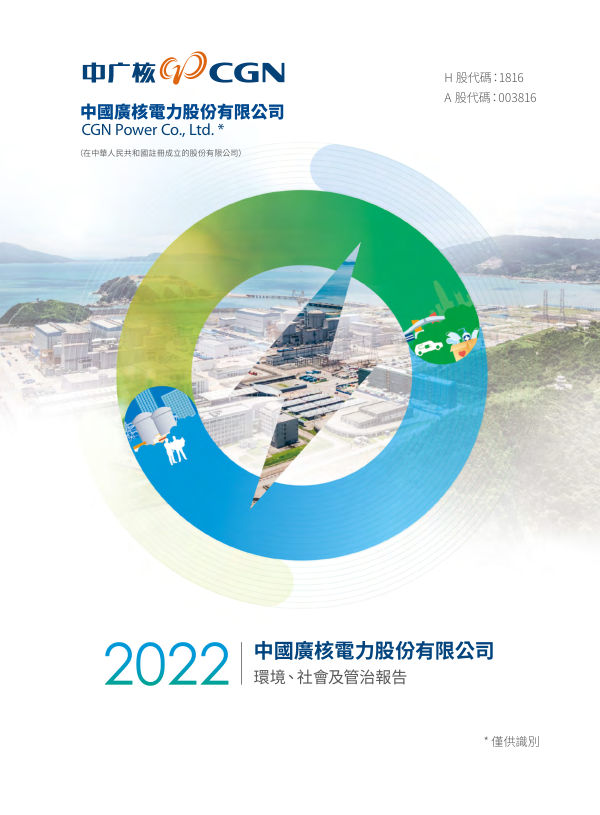 中广核 CGN
H 股代碼：1816
A 股代碼：003816
中國廣核電力股份有限公司
CGN Power Co., Ltd. *
(在中華人民共和國註冊成立的股份有限公司)
2022
中國廣核電力股份有限公司
環境、社會及管治報告
* 僅供識別